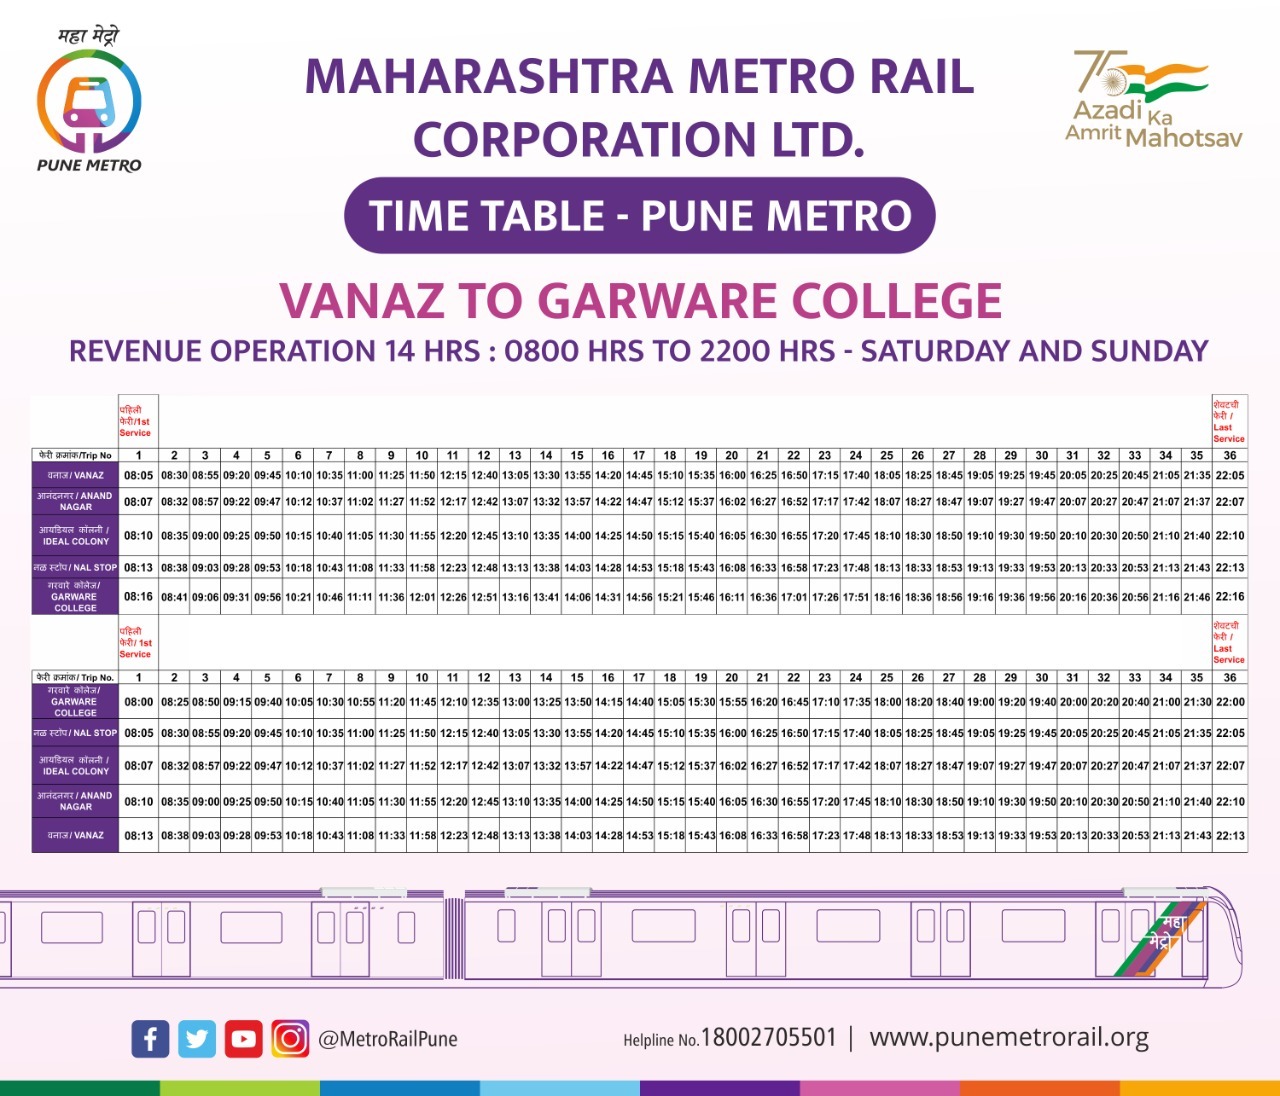 महा मेट्रो
PUNE METRO
MAHARASHTRA METRO RAIL
CORPORATION LTD.
75
Azadi Ka
Amrit Mahotsav
TIME TABLE - PUNE METRO
VANAZ TO GARWARE COLLEGE
REVENUE OPERATION 14 HRS : 0800 HRS TO 2200 HRS - SATURDAY AND SUNDAY
पहिली
फेरी/1st
Service
शेवटची
फेरी /
Last
Service
फेरी क्रमांक/Trip No 1 2 3 4 5 6 7 8 9 10 11 12 13 14 15 16 17 18 19 20 21 22 23 24 25 26 27 28 29 30 31 32 33 34 35 36
वनाज/ VANAZ 08:05 08:30 08:55 09:20 09:45 10:10 10:35 11:00 11:25 11:50 12:15 12:40 13:05 13:30 13:55 14:20 14:45 15:10 15:35 16:00 16:25 16:50 17:15 17:40 18:05 18:25 18:45 19:05 19:25 19:45 20:05 20:25 20:45 21:05 21:35 22:05
आनंदनगर / ANAND
NAGAR 08:07 08:32 08:57 09:22 09:47 10:12 10:37 11:02 11:27 11:52 12:17 12:42 13:07 13:32 13:57 14:22 14:47 15:12 15:37 16:02 16:27 16:52 17:17 17:42 18:07 18:27 18:47 19:07 19:27 19:47 20:07 20:27 20:47 21:07 21:37 22:07
आयडियल कॉलनी /
IDEAL COLONY 08:10 08:35 09:00 09:25 09:50 10:15 10:40 11:05 11:30 11:55 12:20 12:45 13:10 13:35 14:00 14:25 14:50 15:15 15:40 16:05 16:30 16:55 17:20 17:45 18:10 18:30 18:50 19:10 19:30 19:50 20:10 20:30 20:50 21:10 21:40 22:10
नळ स्टॉप / NAL STOP 08:13 08:38 09:03 09:28 09:53 10:18 10:43 11:08 11:33 11:58 12:23 12:48 13:13 13:38 14:03 14:28 14:53 15:18 15:43 16:08 16:33 16:58 17:23 17:48 18:13 18:33 18:53 19:13 19:33 19:53 20:13 20:33 20:53 21:13 21:43 22:13
गरवारे कॉलेज/
GARWARE
COLLEGE 08:16 08:41 09:06 09:31 09:56 10:21 10:46 11:11 11:36 12:01 12:26 12:51 13:16 13:41 14:06 14:31 14:56 15:21 15:46 16:11 16:36 17:01 17:26 17:51 18:16 18:36 18:56 19:16 19:36 19:56 20:16 20:36 20:56 21:16 21:46 22:16
पहिली
फेरी/ 1st
Service
शेवटची
फेरी /
Last
Service
फेरी क्रमांक/ Trip No. 1 2 3 4 5 6 7 8 9 10 11 12 13 14 15 16 17 18 19 20 21 22 23 24 25 26 27 28 29 30 31 32 33 34 35 36
गरवारे कॉलेज/
GARWARE
COLLEGE 08:00 08:25 08:50 09:15 09:40 10:05 10:30 10:55 11:20 11:45 12:10 12:35 13:00 13:25 13:50 14:15 14:40 15:05 15:30 15:55 16:20 16:45 17:10 17:35 18:00 18:20 18:40 19:00 19:20 19:40 20:00 20:20 20:40 21:00 21:30 22:00
नळ स्टॉप / NAL STOP 08:05 08:30 08:55 09:20 09:45 10:10 10:35 11:00 11:25 11:50 12:15 12:40 13:05 13:30 13:55 14:20 14:45 15:10 15:35 16:00 16:25 16:50 17:15 17:40 18:05 18:25 18:45 19:05 19:25 19:45 20:05 20:25 20:45 21:05 21:35 22:05
आयडियल कॉलनी /
IDEAL COLONY 08:07 08:32 08:57 09:22 09:47 10:12 10:37 11:02 11:27 11:52 12:17 12:42 13:07 13:32 13:57 14:22 14:47 15:12 15:37 16:02 16:27 16:52 17:17 17:42 18:07 18:27 18:47 19:07 19:27 19:47 20:07 20:27 20:47 21:07 21:37 22:07
आनंदनगर / ANAND
NAGAR 08:10 08:35 09:00 09:25 09:50 10:15 10:40 11:05 11:30 11:55 12:20 12:45 13:10 13:35 14:00 14:25 14:50 15:15 15:40 16:05 16:30 16:55 17:20 17:45 18:10 18:30 18:50 19:10 19:30 19:50 20:10 20:30 20:50 21:10 21:40 22:10
वनाज/ VANAZ 08:13 08:38 09:03 09:28 09:53 10:18 10:43 11:08 11:33 11:58 12:23 12:48 13:13 13:38 14:03 14:28 14:53 15:18 15:43 16:08 16:33 16:58 17:23 17:48 18:13 18:33 18:53 19:13 19:33 19:53 20:13 20:33 20:53 21:13 21:43 22:13
महा
मेट्रो
@MetroRailPune
Helpline No.18002705501 | www.punemetrorail.org